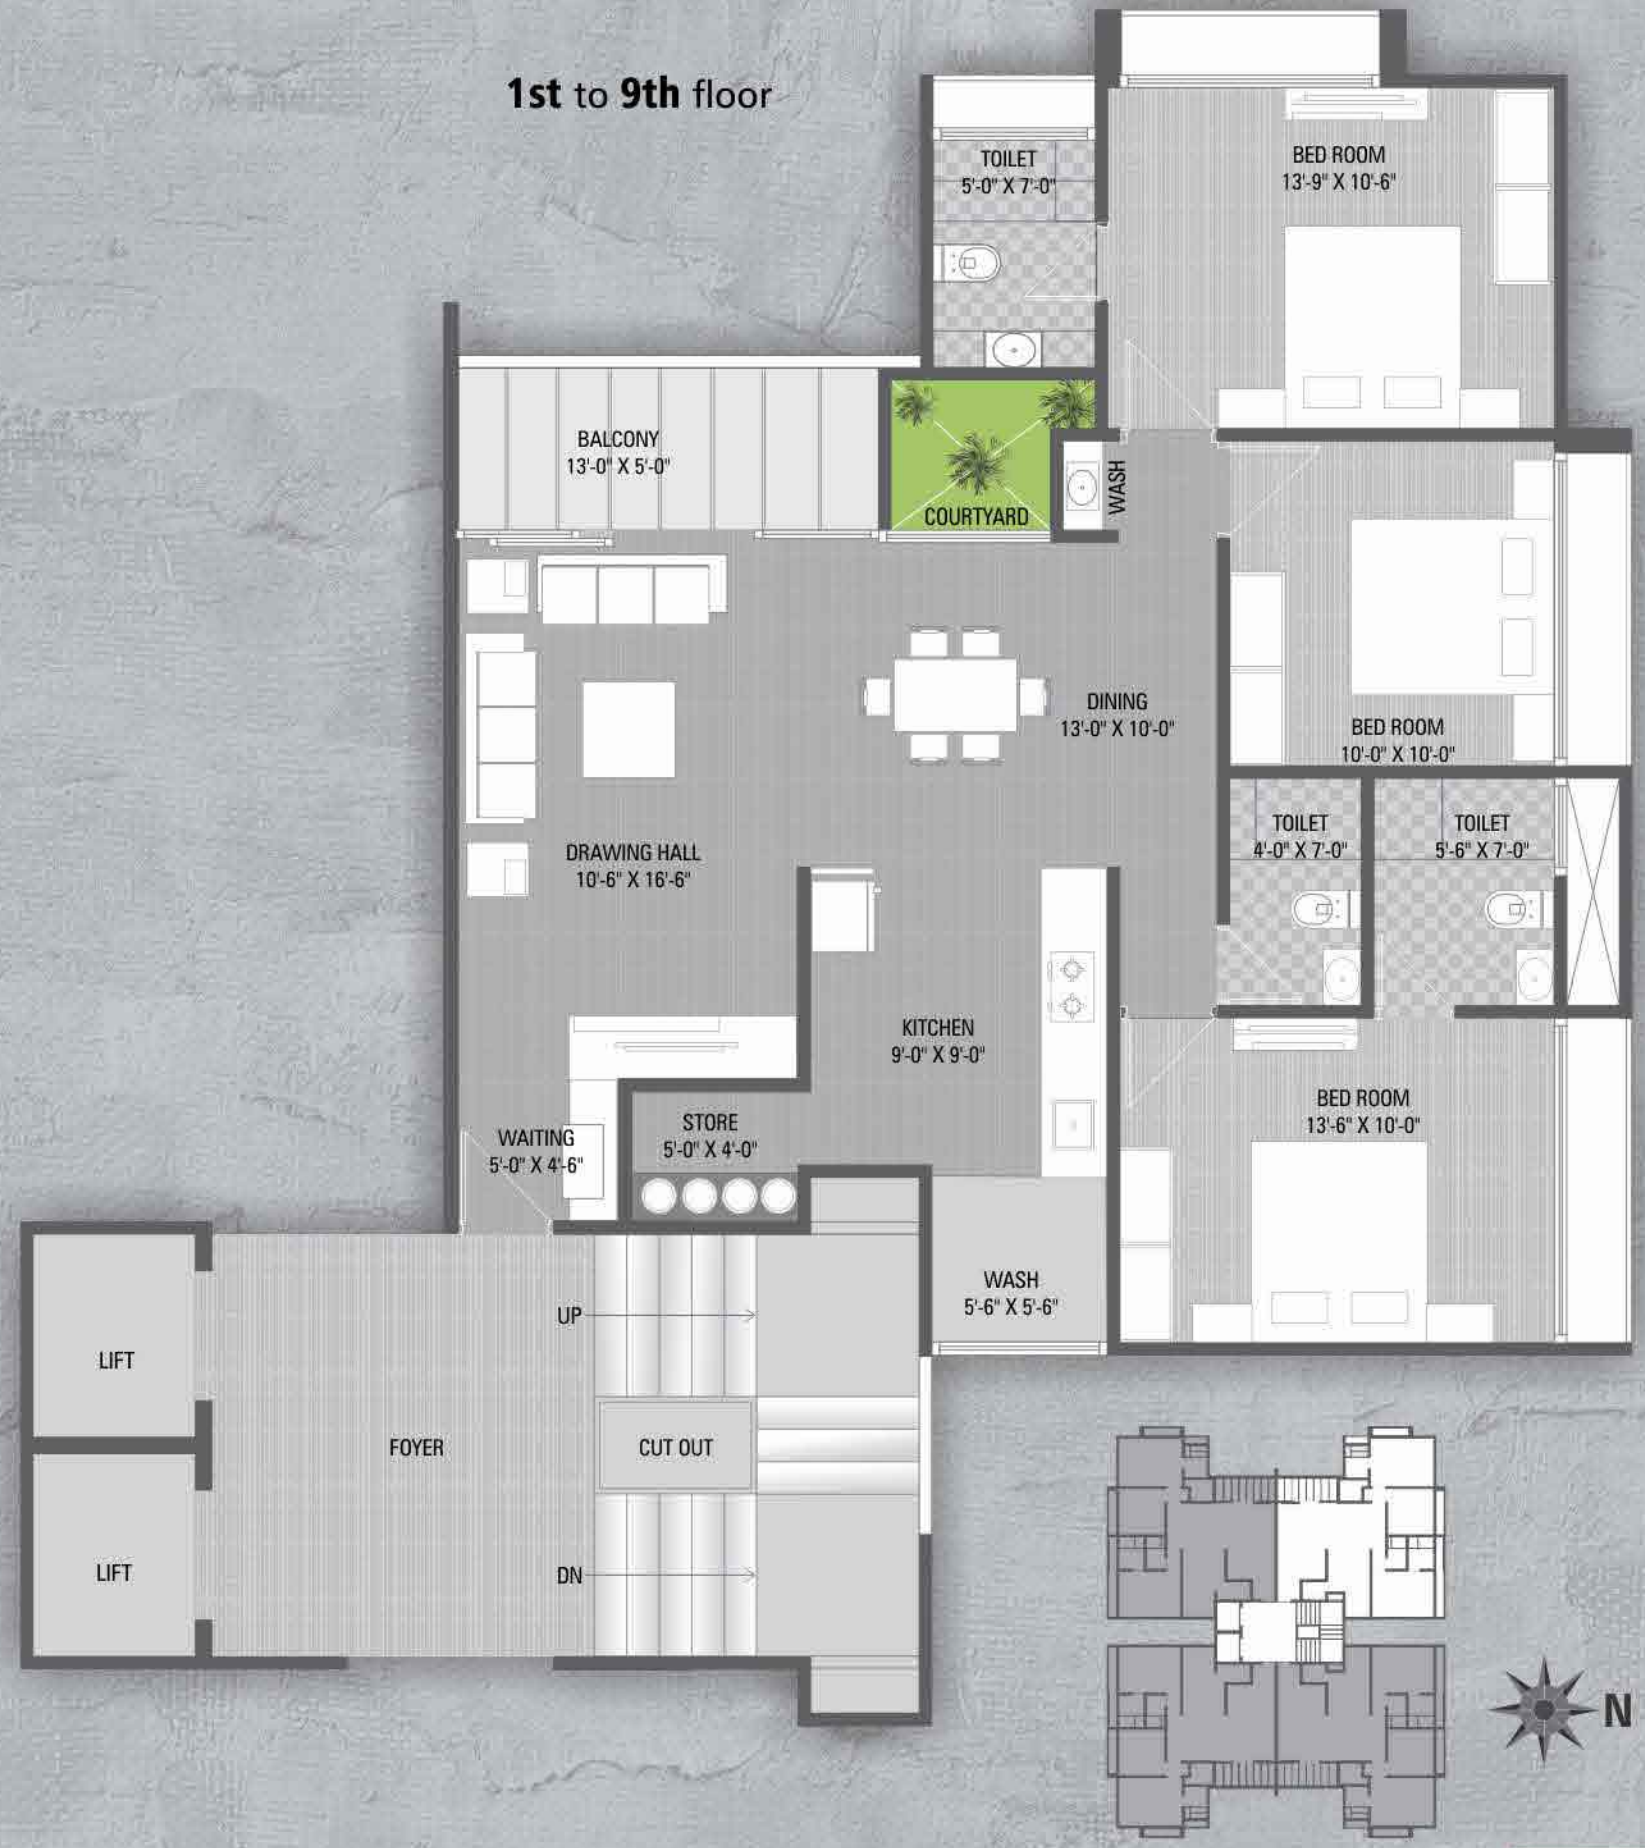 1st to 9th floor
TOILET
5'-0" X 7'-0"
BED ROOM
13'-9" X 10'-6"
BALCONY
13'-0" X 5'-0"
COURTYARD
WASH
DINING
13'-0" X 10'-0"
BED ROOM
10'-0" X 10'-0"
DRAWING HALL
10'-6" X 16'-6"
TOILET
4'-0" X 7'-0"
TOILET
5'-6" X 7'-0"
KITCHEN
9'-0" X 9'-0"
WAITING
5'-0" X 4'-6"
STORE
5'-0" X 4'-0"
BED ROOM
13'-6" X 10'-0"
WASH
5'-6" X 5'-6"
UP
LIFT
FOYER
CUT OUT
LIFT
DN
N